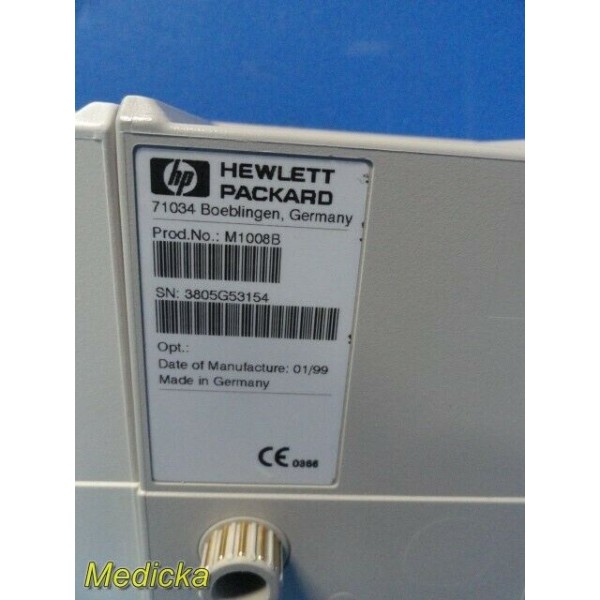 hp HEWLETT
PACKARD
71034 Boeblingen, Germany
Prod.No.: M1008B
SN: 3805G53154
Opt.:
Date of Manufacture: 01/99
Made in Germany
CE 0366
Medicka